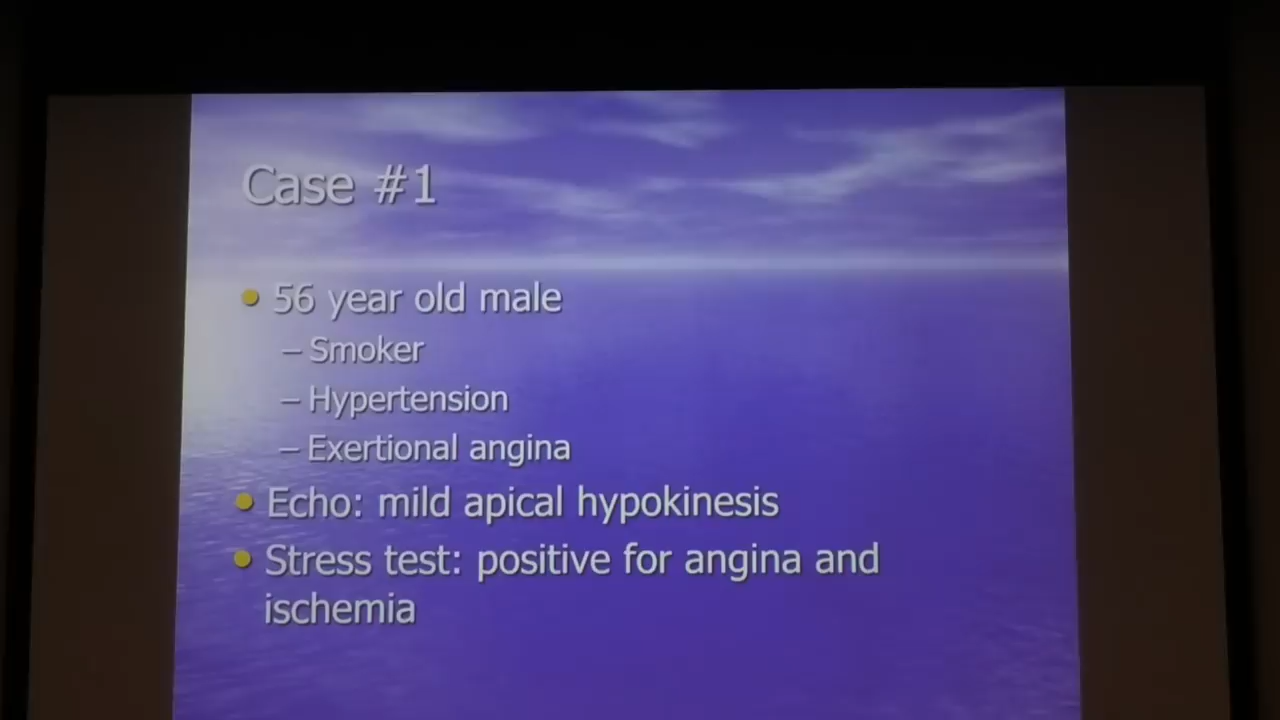 Case #1
• 56 year old male
– Smoker
– Hypertension
– Exertional angina
• Echo: mild apical hypokinesis
• Stress test: positive for angina and
ischemia